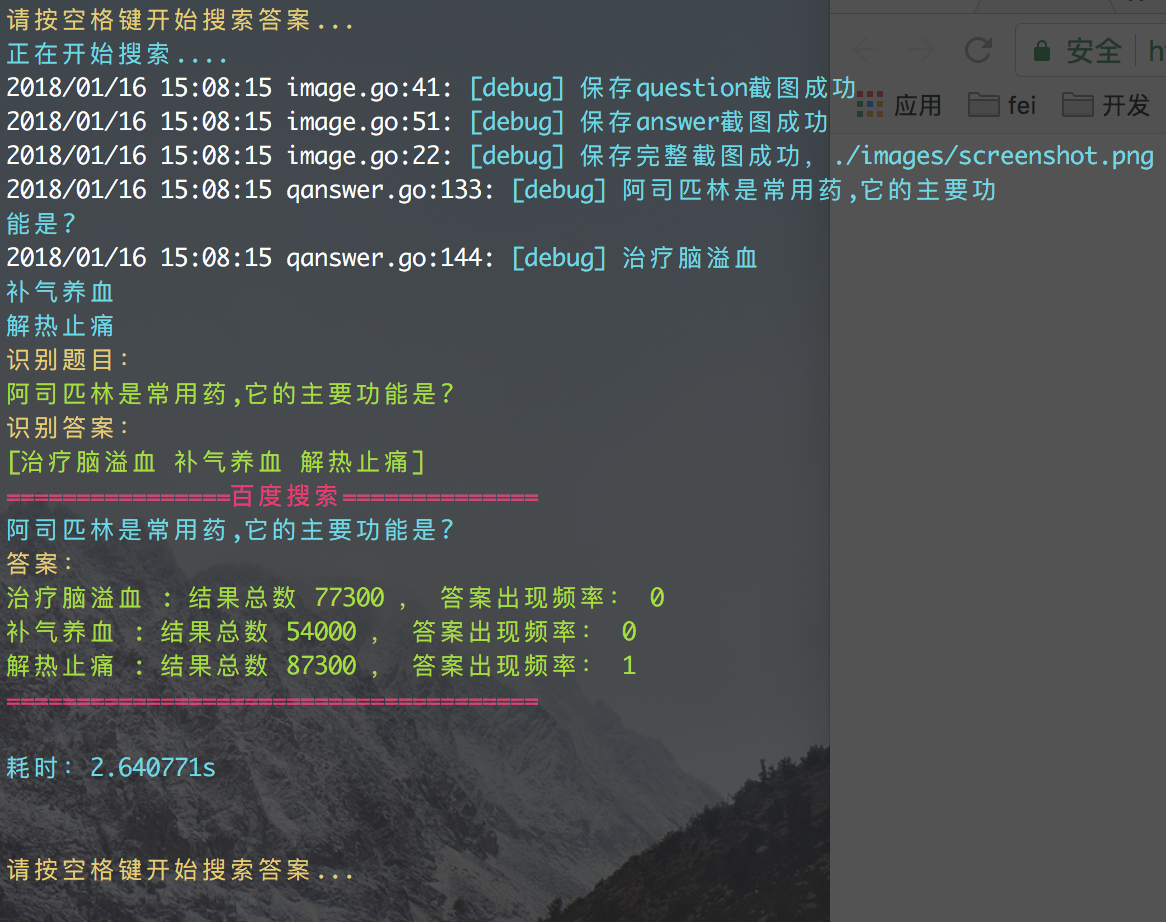 请按空格键开始搜索答案...
正在开始搜索....
2018/01/16 15:08:15 image.go:41: [debug] 保存question截图成功
2018/01/16 15:08:15 image.go:51: [debug] 保存answer截图成功
2018/01/16 15:08:15 image.go:22: [debug] 保存完整截图成功, ./images/screenshot.png
2018/01/16 15:08:15 qanswer.go:133: [debug] 阿司匹林是常用药,它的主要功
能是?
2018/01/16 15:08:15 qanswer.go:144: [debug] 治疗脑溢血
补气养血
解热止痛
识别题目:
阿司匹林是常用药,它的主要功能是?
识别答案:
[治疗脑溢血 补气养血 解热止痛]
================百度搜索==============
阿司匹林是常用药,它的主要功能是?
答案:
治疗脑溢血 : 结果总数 77300 , 答案出现频率: 0
补气养血 : 结果总数 54000 , 答案出现频率: 0
解热止痛 : 结果总数 87300 , 答案出现频率: 1
======================================
耗时: 2.640771s
请按空格键开始搜索答案...
安全
应用 fei 开发